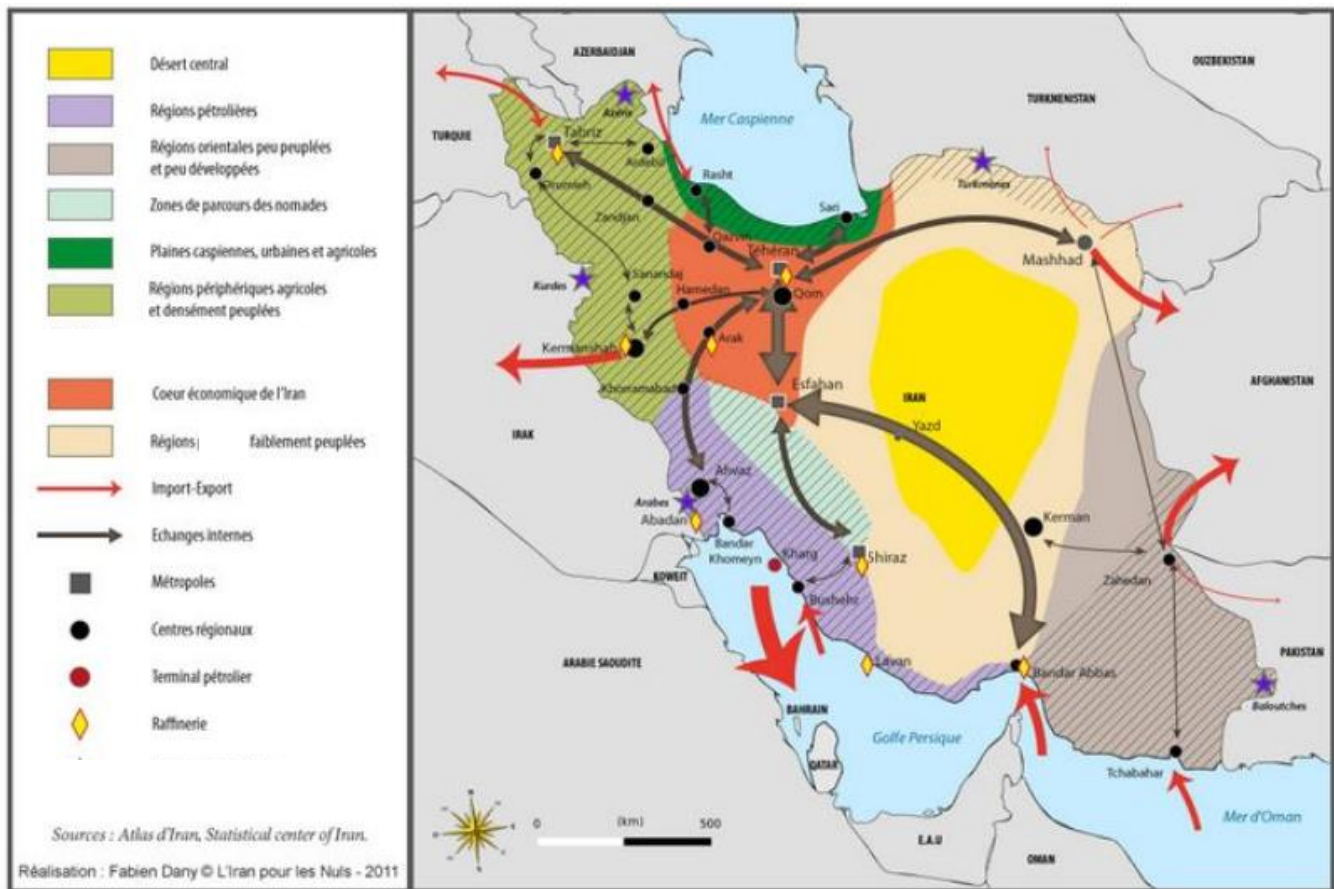 Désert central
Régions pétrolières
Régions orientales peu peuplées
et peu développées
Zones de parcours des nomades
Plaines caspiennes, urbaines et agricoles
Régions périphériques agricoles
et densément peuplées
Coeur économique de l'Iran
Régions faiblement peuplées
Import-Export
Echanges internes
Métropoles
Centres régionaux
Terminal pétrolier
Raffinerie
Sources : Atlas d'Iran, Statistical center of Iran.
Réalisation : Fabien Dany © L'Iran pour les Nuls - 2011
AZERBAIDJAN
OUZBEKISTAN
TURKMENISTAN
Mer Caspienne
TURQUIE
Azeris
Tabriz
Ardebil
Turkmènes
Orumieh
Rasht
Zandjan
Sari
Qazvin
Téhéran
Mashhad
Sanandaj
Kurdes
Hamedan
Qom
Kermanshah
Arak
AFGHANISTAN
Khorramabad
Esfahan
IRAN
IRAK
Yazd
Ahwaz
Arabes
Abadan
Kerman
Bandar
Khomeyn
Kharg
Shiraz
KOWEIT
Zahedan
Bushehr
PAKISTAN
ARABIE SAOUDITE
Lavan
Bandar Abbas
Baloutches
BAHRAIN
Golfe Persique
QATAR
Tchabahar
Mer d'Oman
0 (km) 500
E.A.U
OMAN